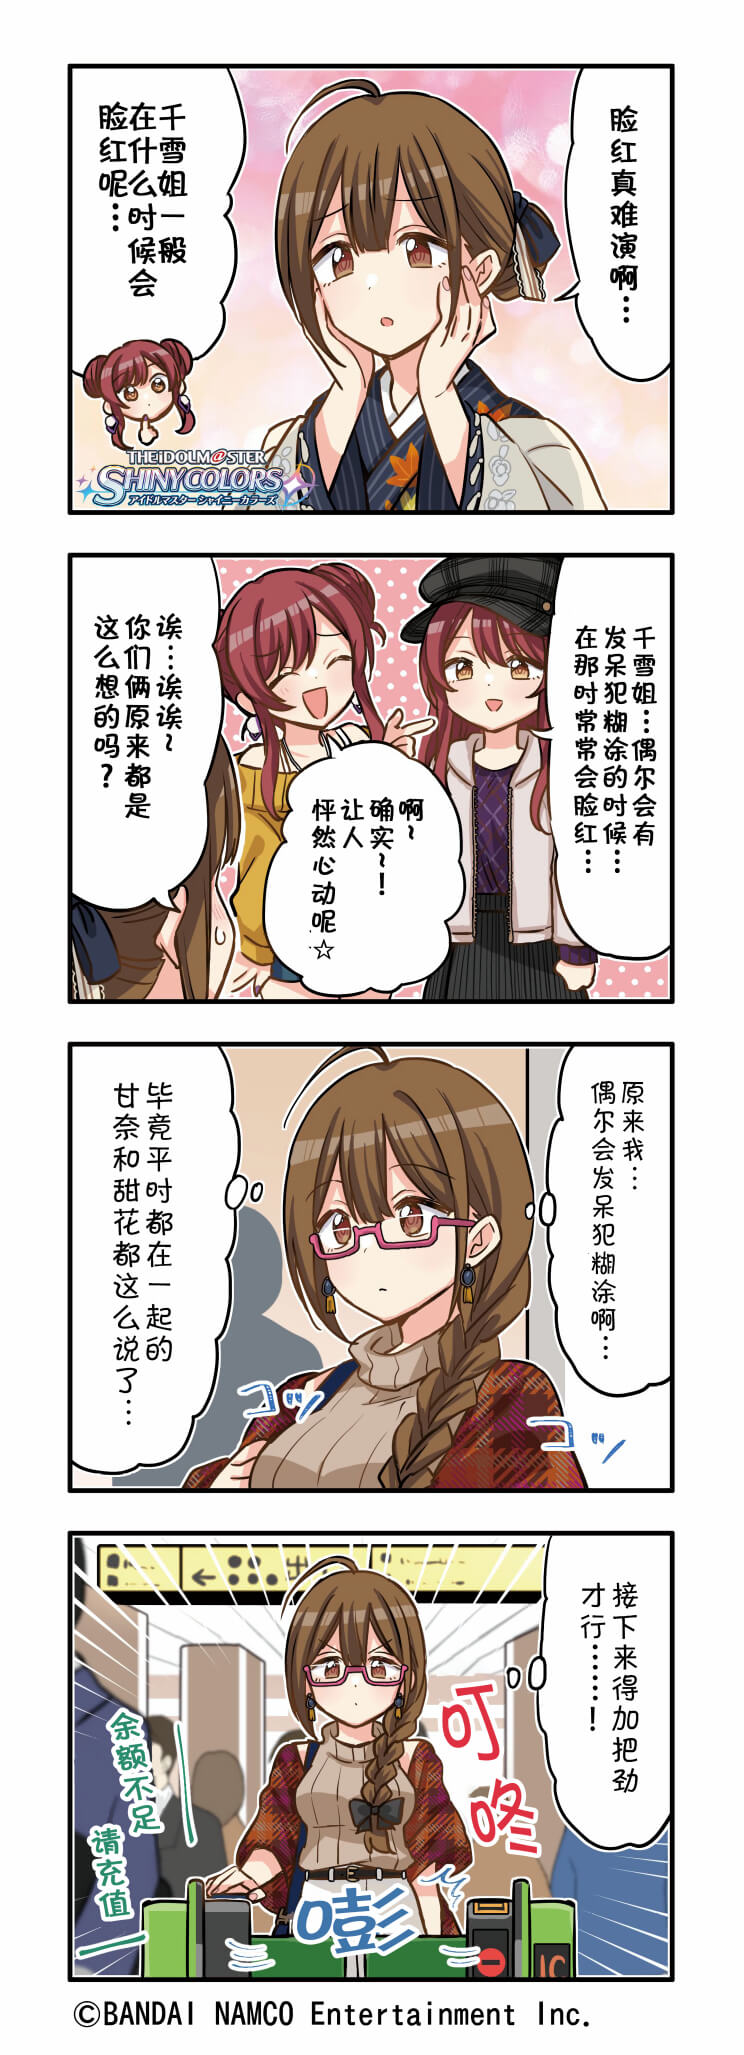 脸红真难演啊…
千雪姐一般
在什么时候会
脸红呢…
THE iDOLM@STER
SHINY COLORS
アイドルマスター シャイニーカラーズ
千雪姐…偶尔会有
发呆犯糊涂的时候…
在那时常常会脸红…
啊~
确实~！
让人
怦然心动呢☆
诶…诶诶~
你们俩原来都是
这么想的吗？
原来我…
偶尔会发呆犯糊涂啊…
毕竟平时都在一起的
甘奈和甜花都这么说了…
コツ
コツ
接下来得加把劲
才行……！
叮咚
余额不足
请充值
嘭
IC
©BANDAI NAMCO Entertainment Inc.